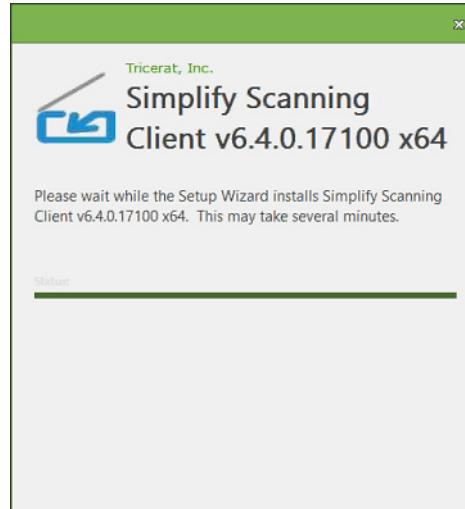 Tricerat, Inc.
Simplify Scanning
Client v6.4.0.17100 x64
Please wait while the Setup Wizard installs Simplify Scanning
Client v6.4.0.17100 x64.  This may take several minutes.
Status: